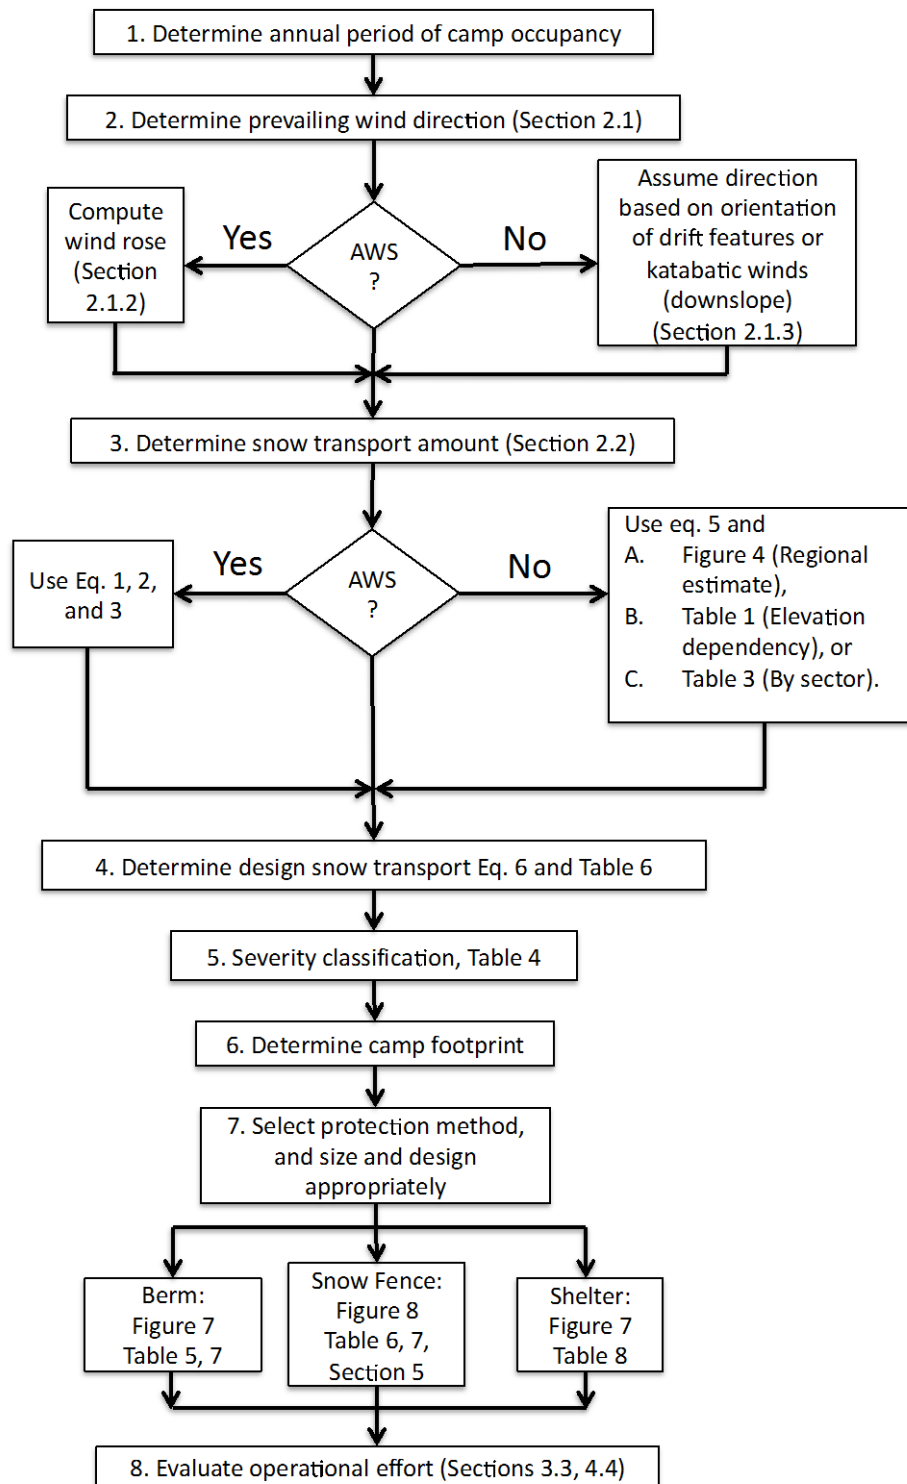 1. Determine annual period of camp occupancy
2. Determine prevailing wind direction (Section 2.1)
Compute
wind rose
(Section
2.1.2)
Yes
AWS
?
No
Assume direction
based on orientation
of drift features or
katabatic winds
(downslope)
(Section 2.1.3)
3. Determine snow transport amount (Section 2.2)
Use Eq. 1, 2,
and 3
Yes
AWS
?
No
Use eq. 5 and
A. Figure 4 (Regional
estimate),
B. Table 1 (Elevation
dependency), or
C. Table 3 (By sector).
4. Determine design snow transport Eq. 6 and Table 6
5. Severity classification, Table 4
6. Determine camp footprint
7. Select protection method,
and size and design
appropriately
Berm:
Figure 7
Table 5, 7
Snow Fence:
Figure 8
Table 6, 7,
Section 5
Shelter:
Figure 7
Table 8
8. Evaluate operational effort (Sections 3.3, 4.4)